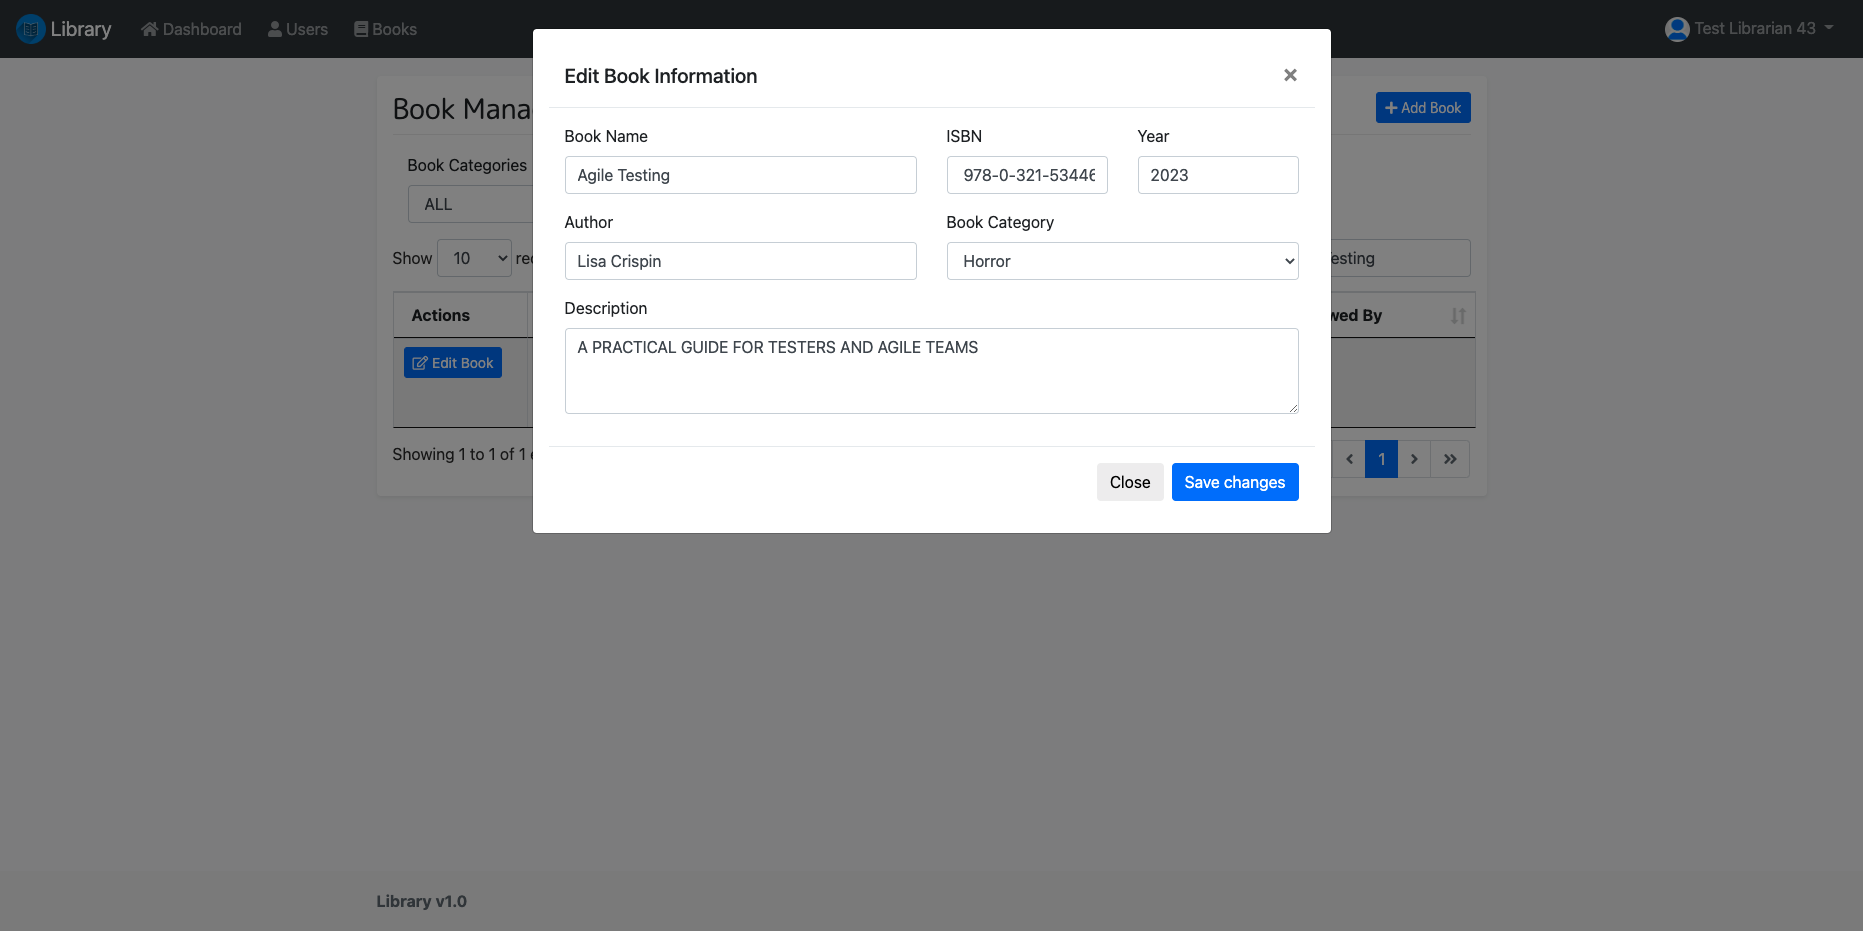 Library Dashboard Users Books Test Librarian 43
Edit Book Information ×
Book Name ISBN Year
Agile Testing 978-0-321-53446 2023
Author Book Category
Lisa Crispin Horror
Description
A PRACTICAL GUIDE FOR TESTERS AND AGILE TEAMS
Close Save changes
Book Mana
Add Book
Book Categories
ALL
Show 10 esting
Actions wed By
Edit Book
Showing 1 to 1 of 1
1
Library v1.0